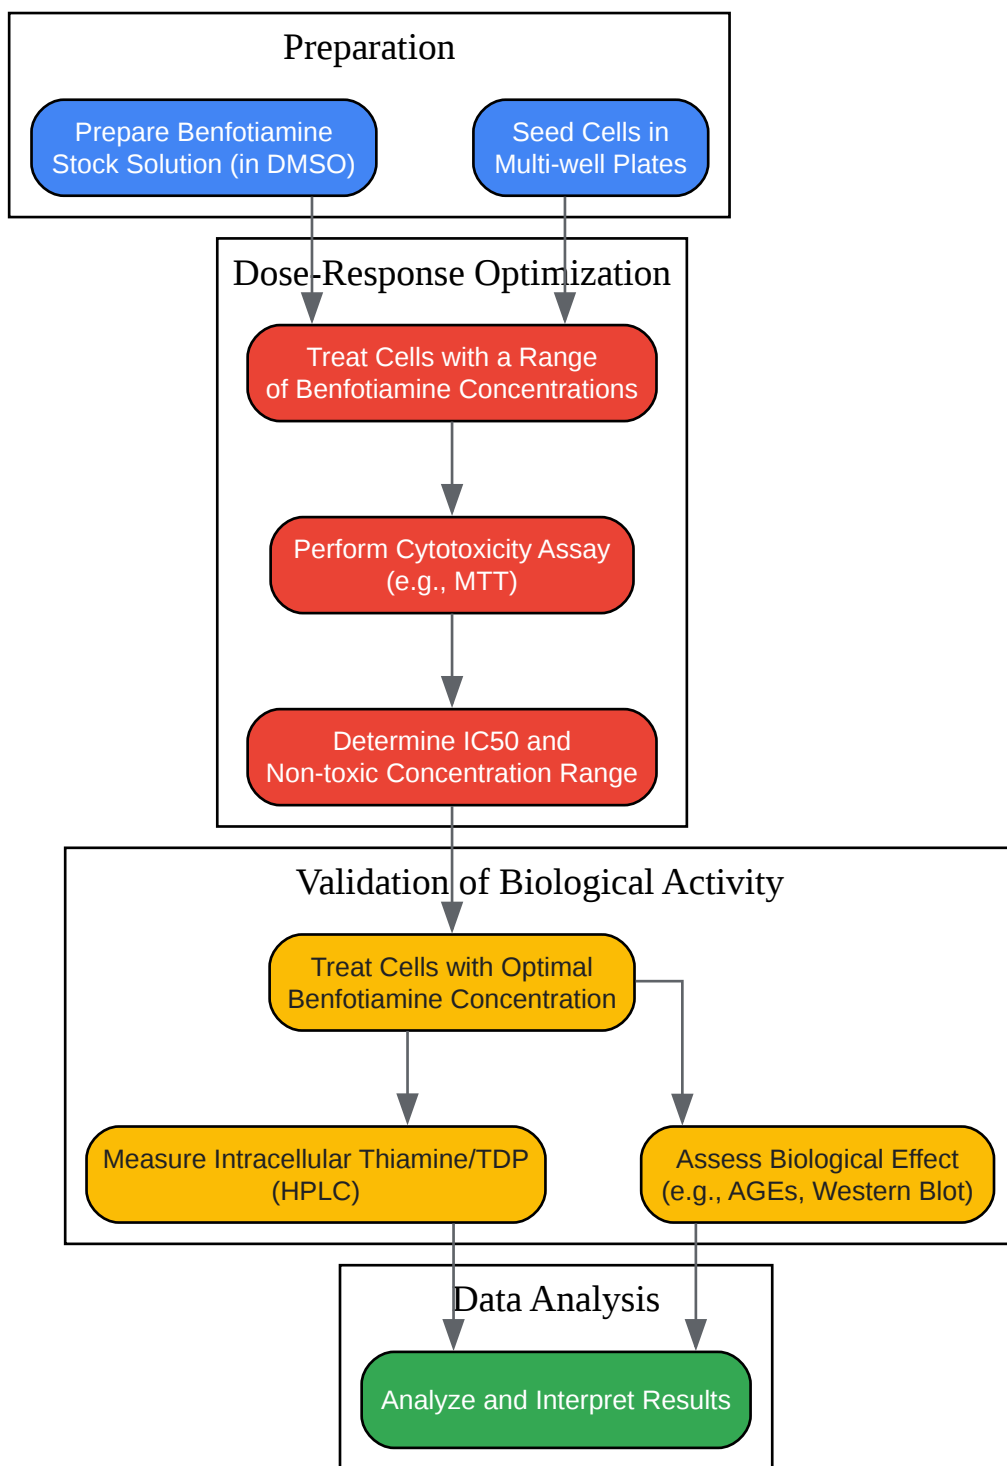 Preparation
Prepare Benfotiamine
Stock Solution (in DMSO)
Seed Cells in
Multi-well Plates
Dose-Response Optimization
Treat Cells with a Range
of Benfotiamine Concentrations
Perform Cytotoxicity Assay
(e.g., MTT)
Determine IC50 and
Non-toxic Concentration Range
Validation of Biological Activity
Treat Cells with Optimal
Benfotiamine Concentration
Measure Intracellular Thiamine/TDP
(HPLC)
Assess Biological Effect
(e.g., AGEs, Western Blot)
Data Analysis
Analyze and Interpret Results